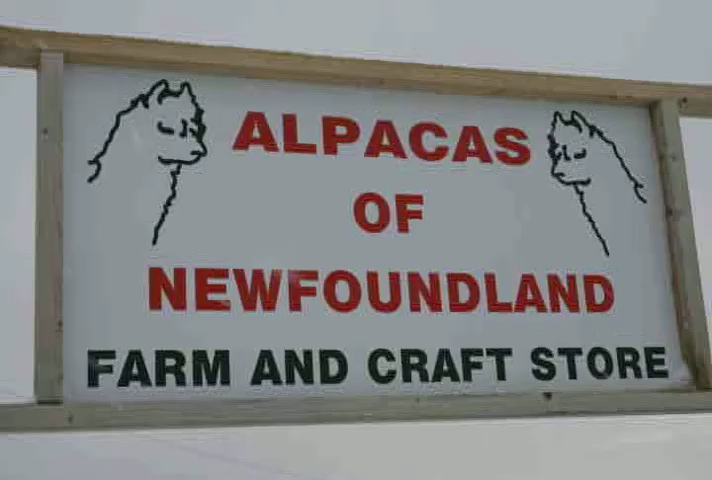 ALPACAS
OF
NEWFOUNDLAND
FARM AND CRAFT STORE